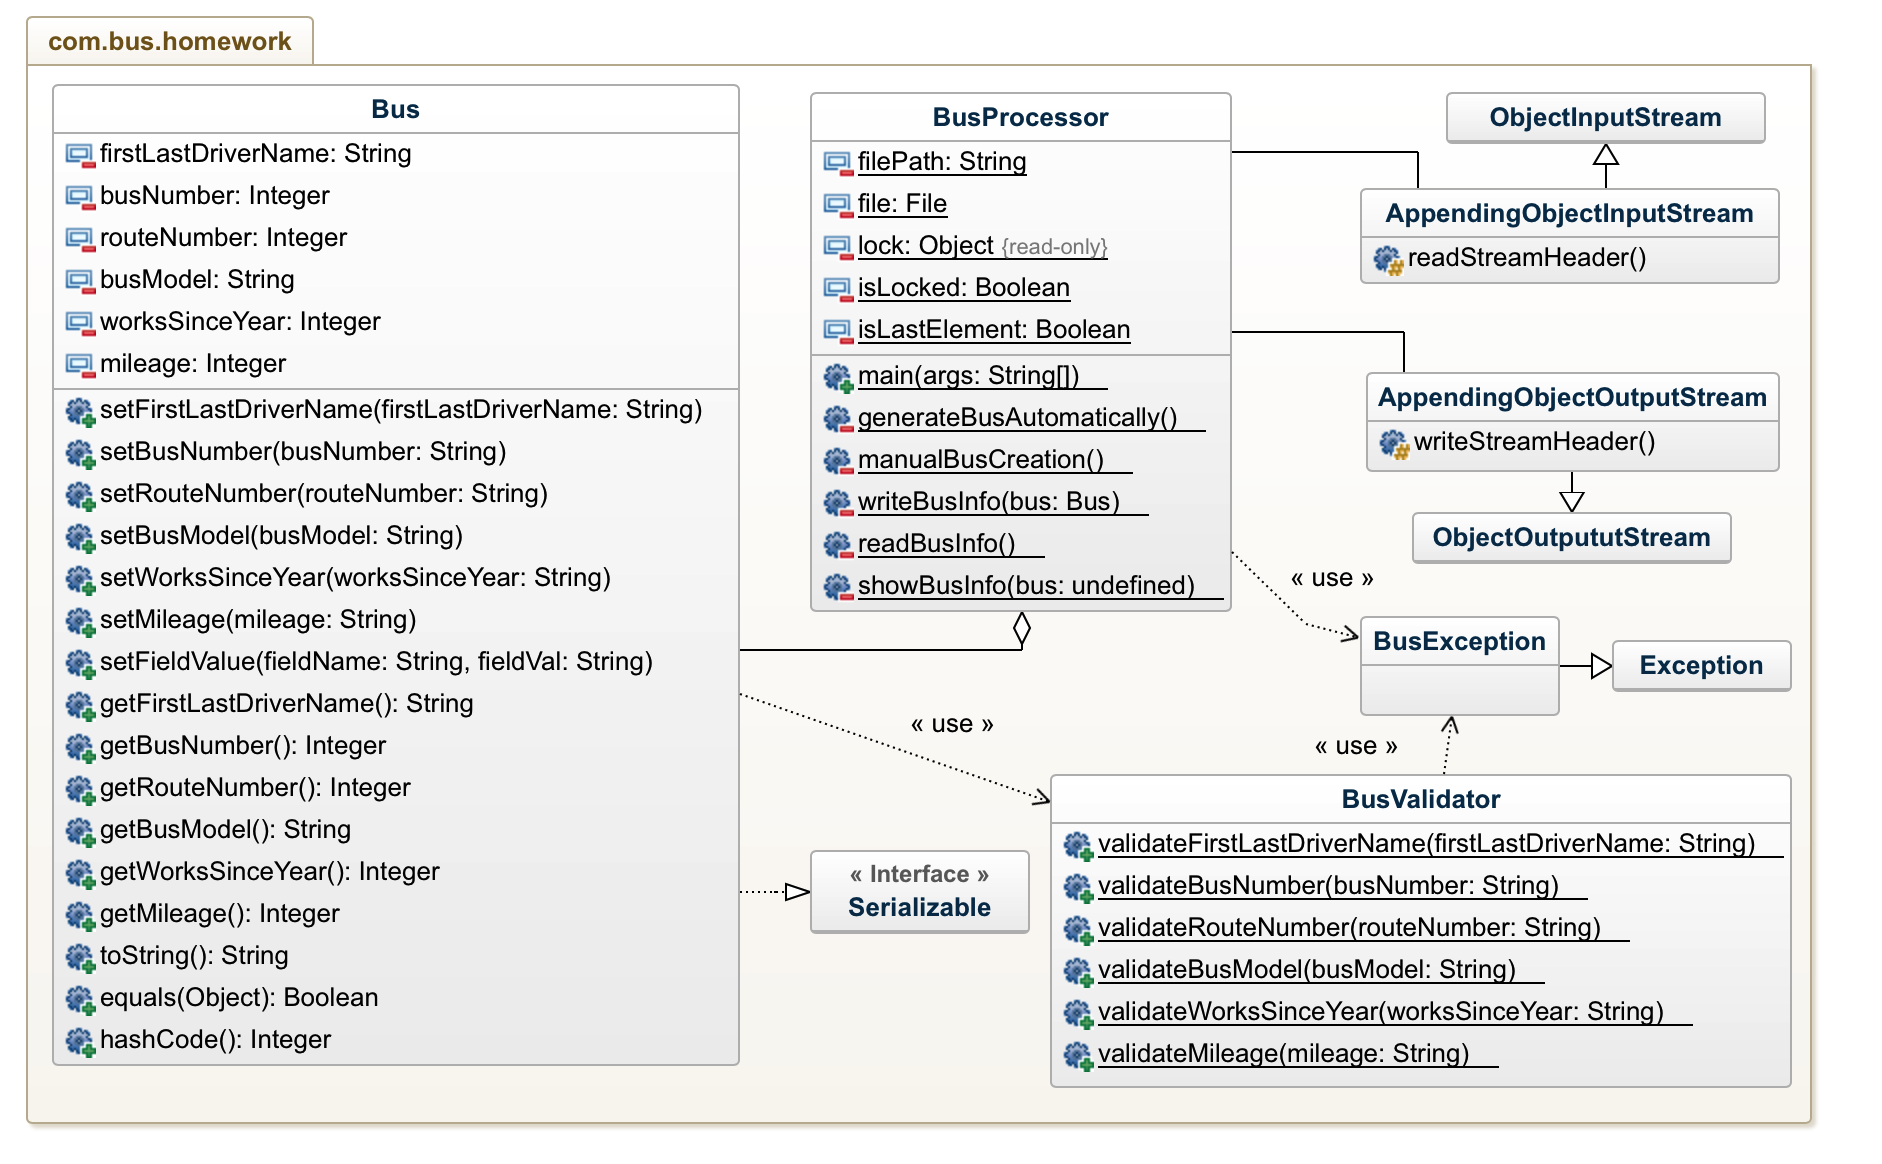 com.bus.homework
Bus
firstLastDriverName: String
busNumber: Integer
routeNumber: Integer
busModel: String
worksSinceYear: Integer
mileage: Integer
setFirstLastDriverName(firstLastDriverName: String)
setBusNumber(busNumber: String)
setRouteNumber(routeNumber: String)
setBusModel(busModel: String)
setWorksSinceYear(worksSinceYear: String)
setMileage(mileage: String)
setFieldValue(fieldName: String, fieldVal: String)
getFirstLastDriverName(): String
getBusNumber(): Integer
getRouteNumber(): Integer
getBusModel(): String
getWorksSinceYear(): Integer
getMileage(): Integer
toString(): String
equals(Object): Boolean
hashCode(): Integer
BusProcessor
filePath: String
file: File
lock: Object {read-only}
isLocked: Boolean
isLastElement: Boolean
main(args: String[])
generateBusAutomatically()
manualBusCreation()
writeBusInfo(bus: Bus)
readBusInfo()
showBusInfo(bus: undefined)
ObjectInputStream
AppendingObjectInputStream
readStreamHeader()
AppendingObjectOutputStream
writeStreamHeader()
ObjectOutpututStream
« use »
BusException
Exception
« use »
« use »
BusValidator
validateFirstLastDriverName(firstLastDriverName: String)
validateBusNumber(busNumber: String)
validateRouteNumber(routeNumber: String)
validateBusModel(busModel: String)
validateWorksSinceYear(worksSinceYear: String)
validateMileage(mileage: String)
« Interface »
Serializable